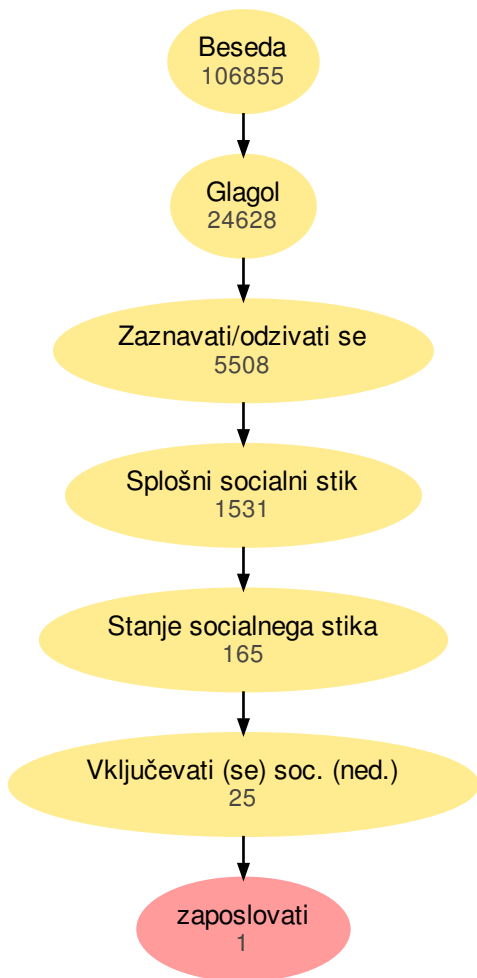 Beseda
106855
Glagol
24628
Zaznavati/odzivati se
5508
Splošni socialni stik
1531
Stanje socialnega stika
165
Vključevati (se) soc. (ned.)
25
zaposlovati
1